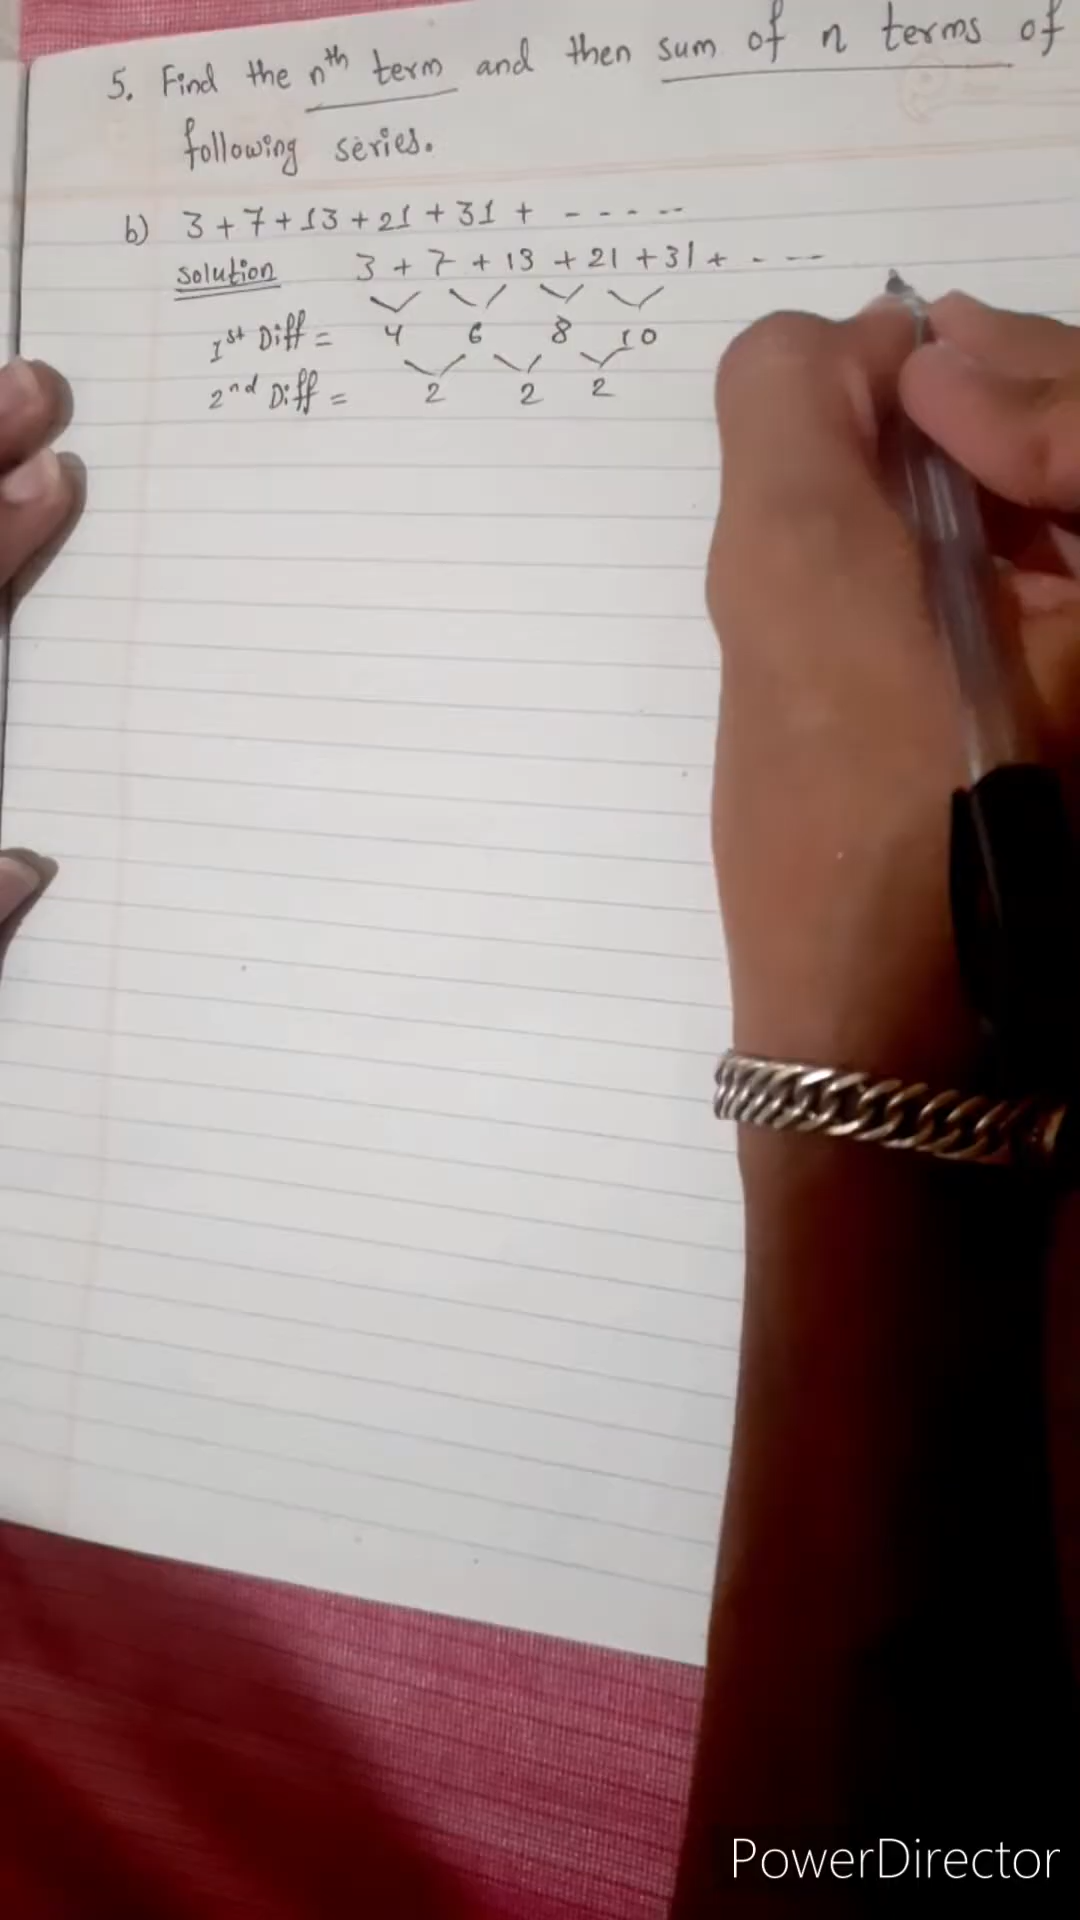 5. Find the nth term and then sum of n terms of
following series.
b) 3 + 7 + 13 + 21 + 31 + - - - - -
Solution 3 + 7 + 13 + 21 + 31 + - - -
1st Diff = 4 6 8 10
2nd Diff = 2 2 2
PowerDirector